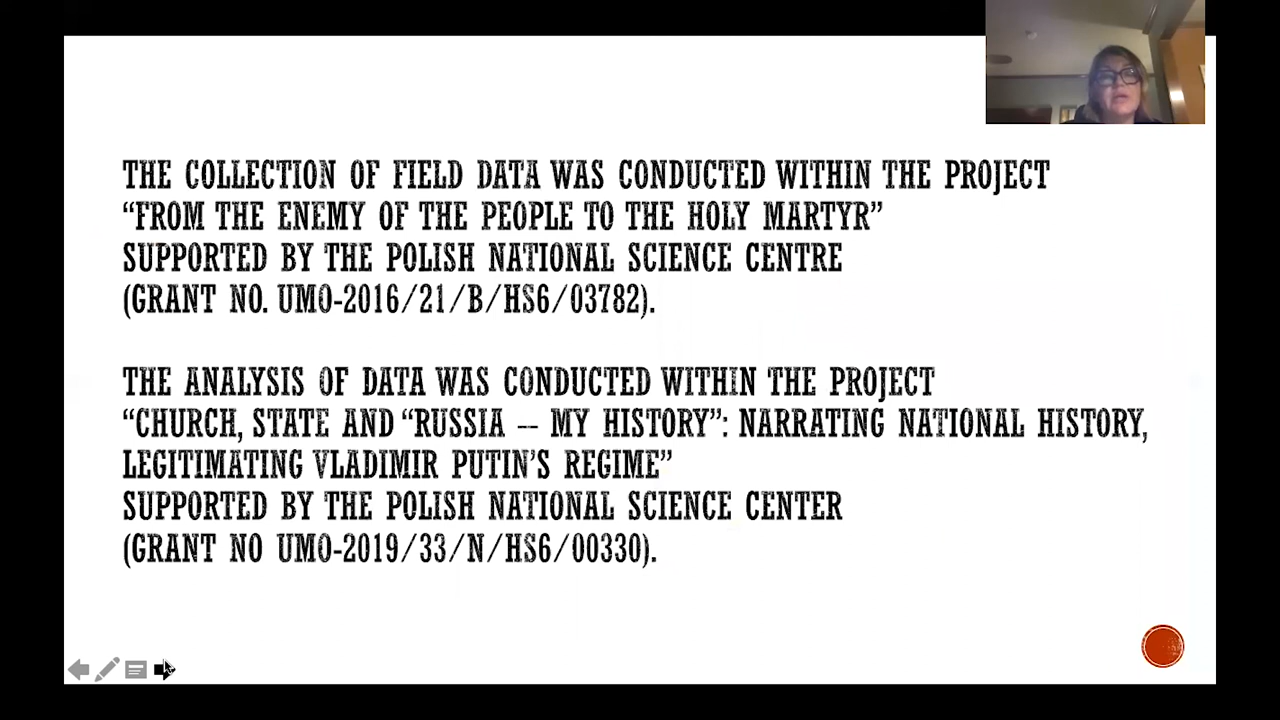 THE COLLECTION OF FIELD DATA WAS CONDUCTED WITHIN THE PROJECT
“FROM THE ENEMY OF THE PEOPLE TO THE HOLY MARTYR”
SUPPORTED BY THE POLISH NATIONAL SCIENCE CENTRE
(GRANT NO. UMO-2016/21/B/HS6/03782).
THE ANALYSIS OF DATA WAS CONDUCTED WITHIN THE PROJECT
“CHURCH, STATE AND “RUSSIA -- MY HISTORY”: NARRATING NATIONAL HISTORY,
LEGITIMATING VLADIMIR PUTIN’S REGIME”
SUPPORTED BY THE POLISH NATIONAL SCIENCE CENTER
(GRANT NO UMO-2019/33/N/HS6/00330).